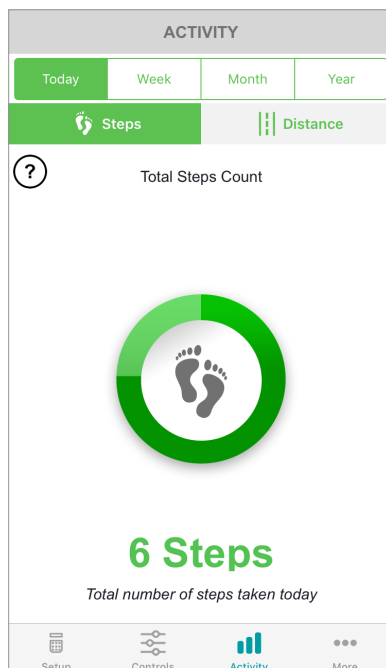 ACTIVITY
Today Week Month Year
Steps Distance
? Total Steps Count
6 Steps
Total number of steps taken today
Setup Controls Activity More